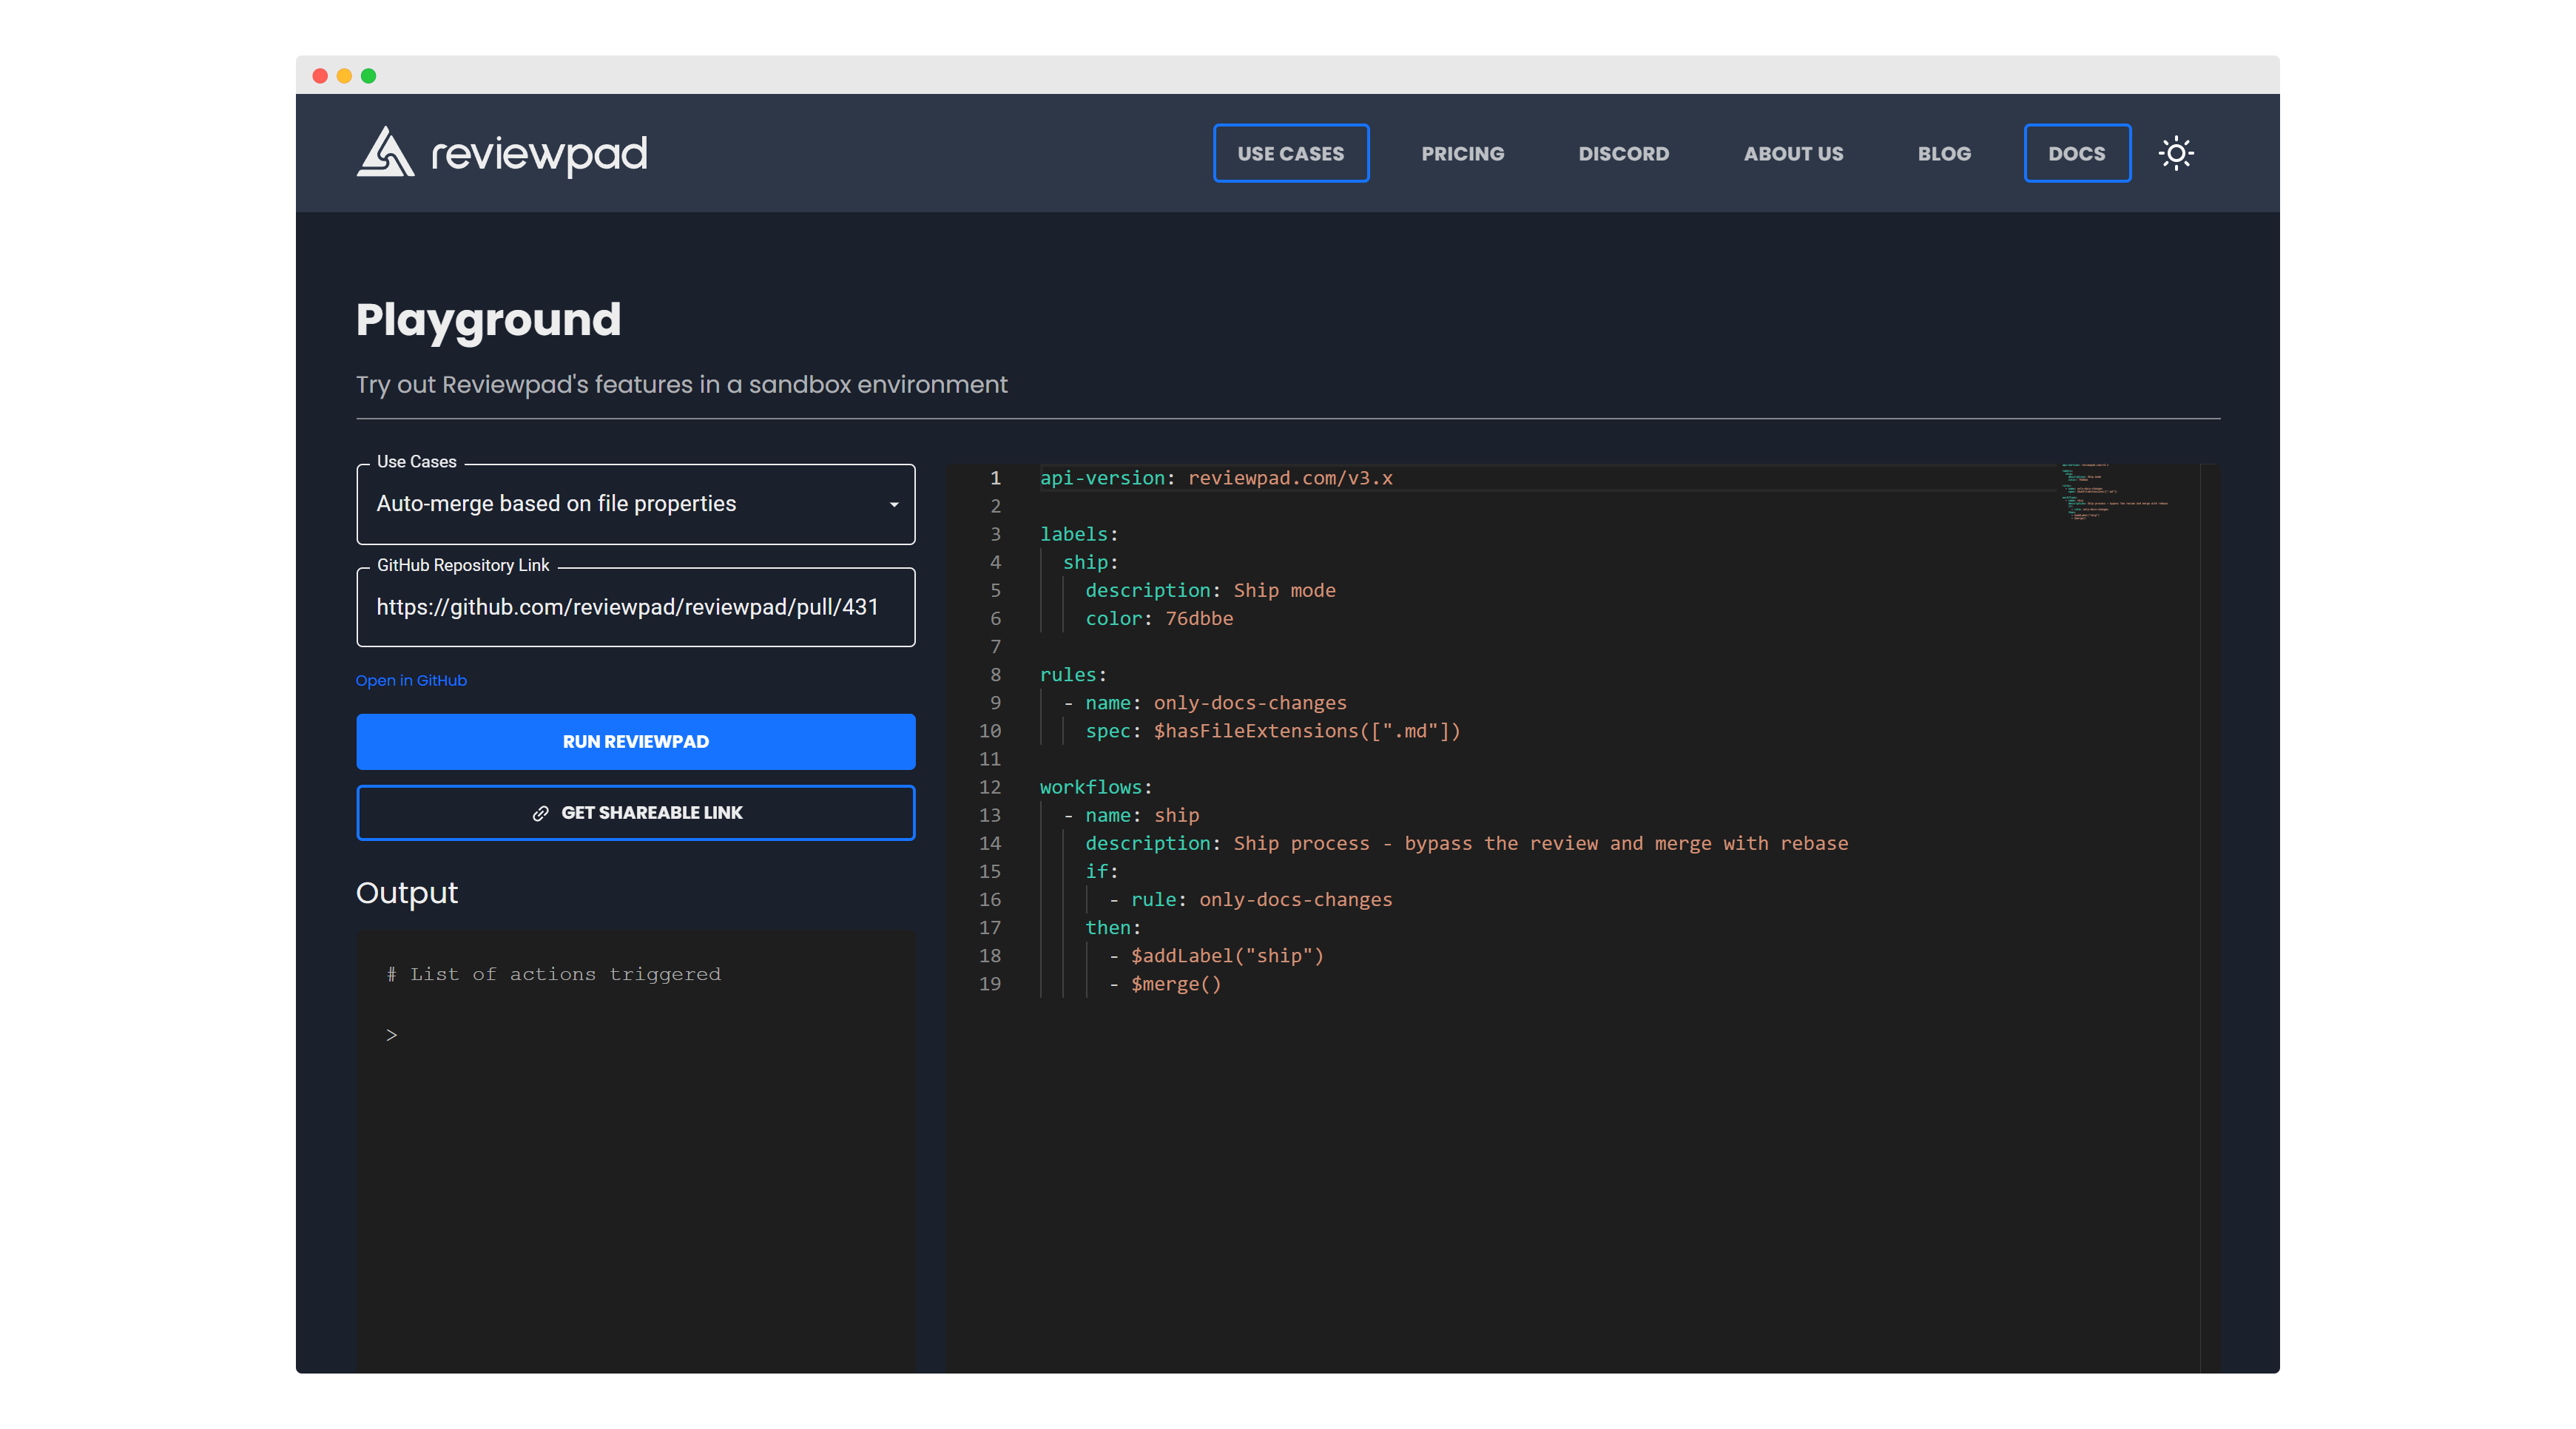 reviewpad
USE CASES PRICING DISCORD ABOUT US BLOG DOCS
Playground
Try out Reviewpad's features in a sandbox environment
Use Cases
Auto-merge based on file properties
GitHub Repository Link
https://github.com/reviewpad/reviewpad/pull/431
Open in GitHub
RUN REVIEWPAD
GET SHAREABLE LINK
Output
# List of actions triggered
>
1 api-version: reviewpad.com/v3.x
2
3 labels:
4   ship:
5     description: Ship mode
6     color: 76dbbe
7
8 rules:
9   - name: only-docs-changes
10     spec: $hasFileExtensions([".md"])
11
12 workflows:
13   - name: ship
14     description: Ship process - bypass the review and merge with rebase
15     if:
16       - rule: only-docs-changes
17     then:
18       - $addLabel("ship")
19       - $merge()